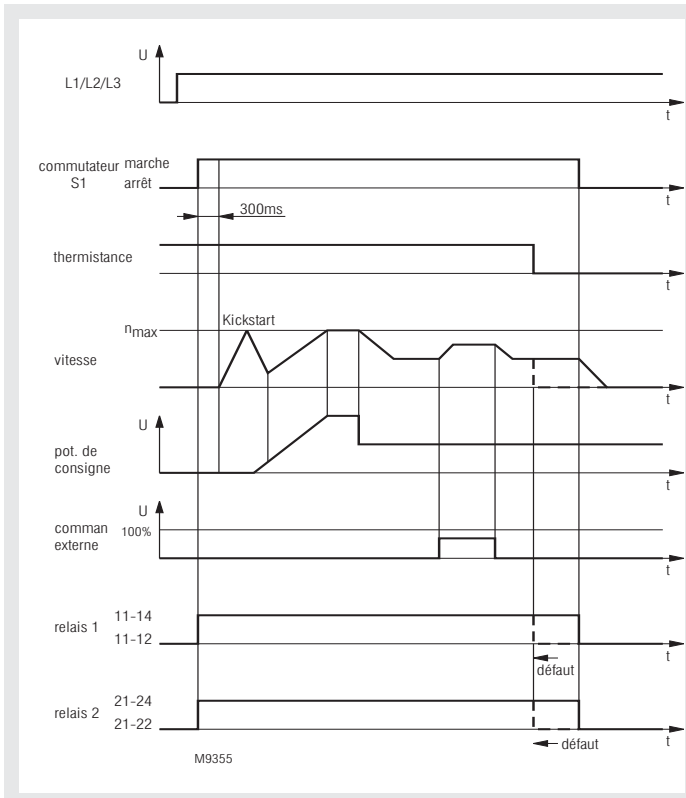 U
L1/L2/L3
t
commutateur marche
S1 arrêt
t
300ms
thermistance
t
Kickstart
nmax
vitesse
t
U
pot. de
consigne
t
U
comman 100%
externe
t
11-14
relais 1
11-12
t
défaut
21-24
relais 2
21-22
t
défaut
M9355